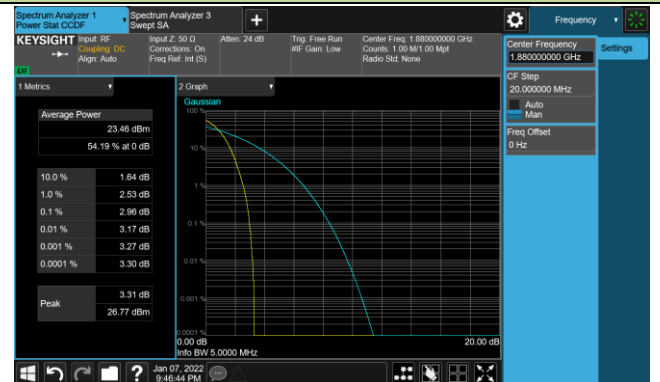 Spectrum Analyzer 1
Power Stat CCDF
Spectrum Analyzer 3
Swept SA
Frequency
KEYSIGHT
Input: RF
Coupling: DC
Align: Auto
Input Z: 50 Ω
Corrections: On
Freq Ref: Int (S)
Atten: 24 dB
Trig: Free Run
#IF Gain: Low
Center Freq: 1.880000000 GHz
Counts: 1.00 M/1.00 Mpt
Radio Std: None
Center Frequency
1.880000000 GHz
Settings
CF Step
20.000000 MHz
Auto
Man
Freq Offset
0 Hz
1 Metrics
Average Power
23.46 dBm
54.19 % at 0 dB
10.0 % 1.64 dB
1.0 % 2.53 dB
0.1 % 2.96 dB
0.01 % 3.17 dB
0.001 % 3.27 dB
0.0001 % 3.30 dB
Peak
3.31 dB
26.77 dBm
2 Graph
Gaussian
100 %
10 %
1 %
0.1 %
0.01 %
0.001 %
0.0001 %
0.00 dB
20.00 dB
Info BW 5.0000 MHz
Jan 07, 2022
9:46:44 PM